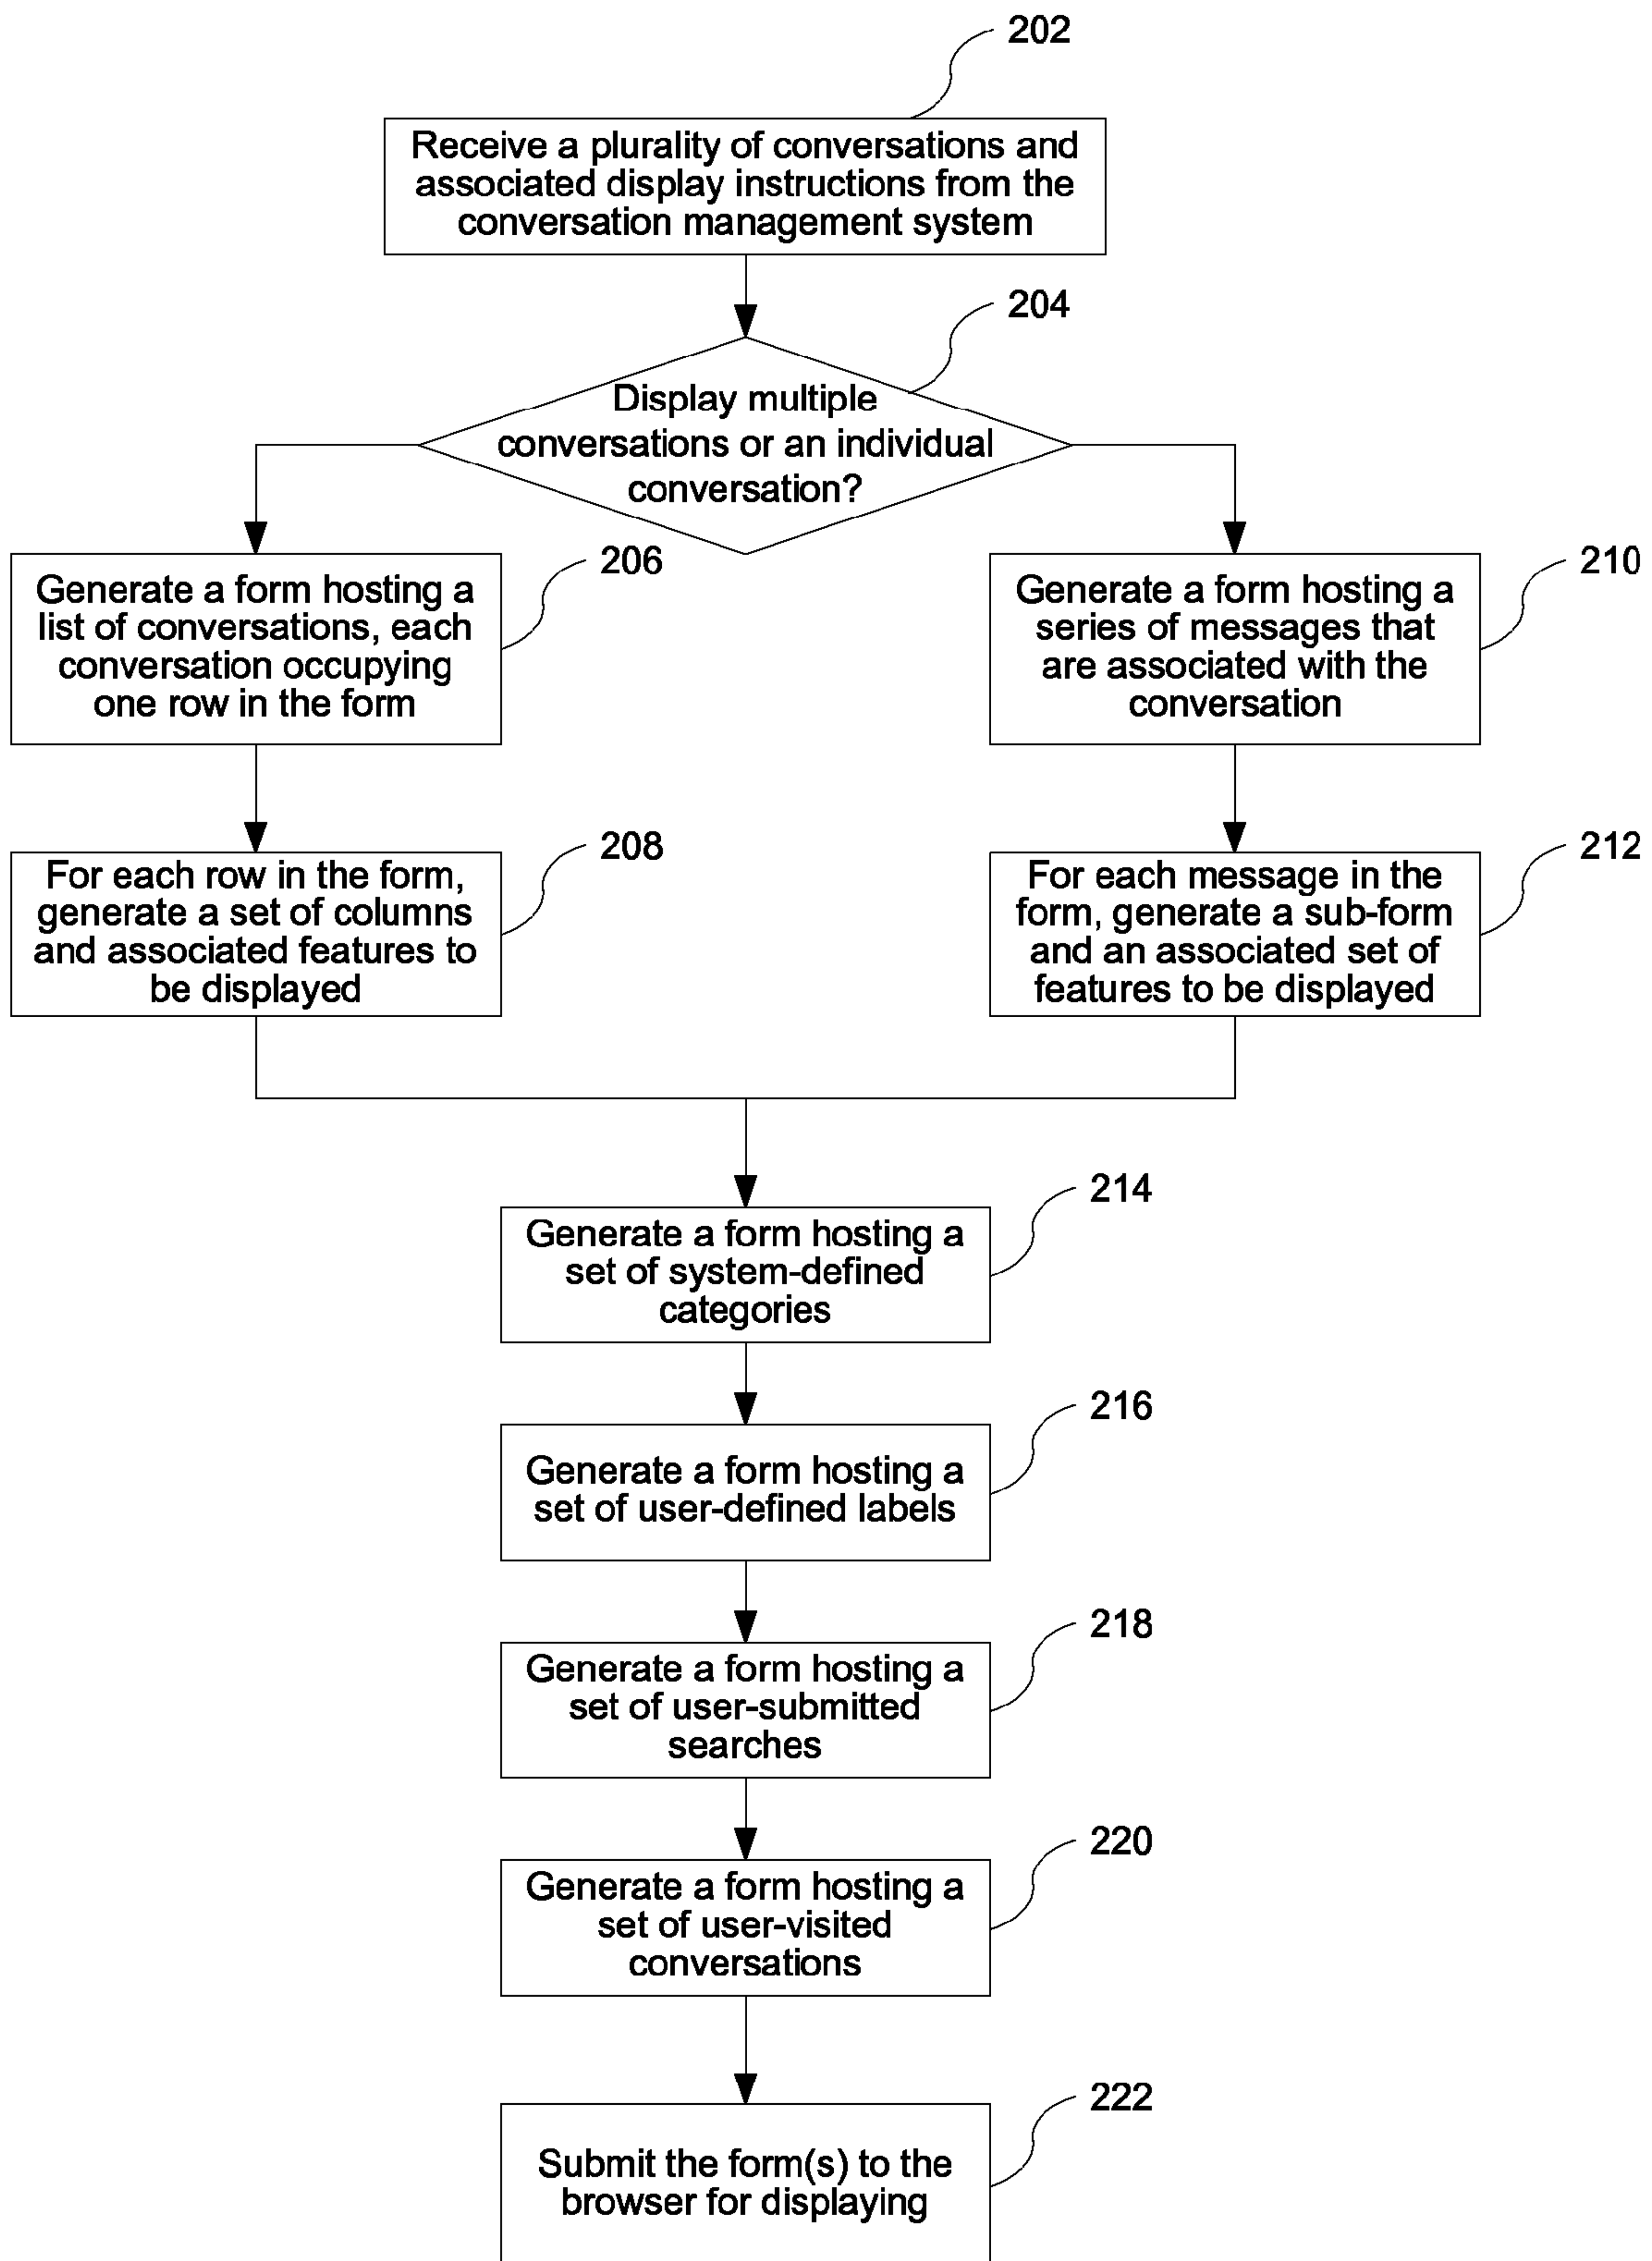 202
Receive a plurality of conversations and
associated display instructions from the
conversation management system
204
Display multiple
conversations or an individual
conversation?
206
Generate a form hosting a
list of conversations, each
conversation occupying
one row in the form
210
Generate a form hosting a
series of messages that
are associated with the
conversation
208
For each row in the form,
generate a set of columns
and associated features to
be displayed
212
For each message in the
form, generate a sub-form
and an associated set of
features to be displayed
214
Generate a form hosting a
set of system-defined
categories
216
Generate a form hosting a
set of user-defined labels
218
Generate a form hosting a
set of user-submitted
searches
220
Generate a form hosting a
set of user-visited
conversations
222
Submit the form(s) to the
browser for displaying